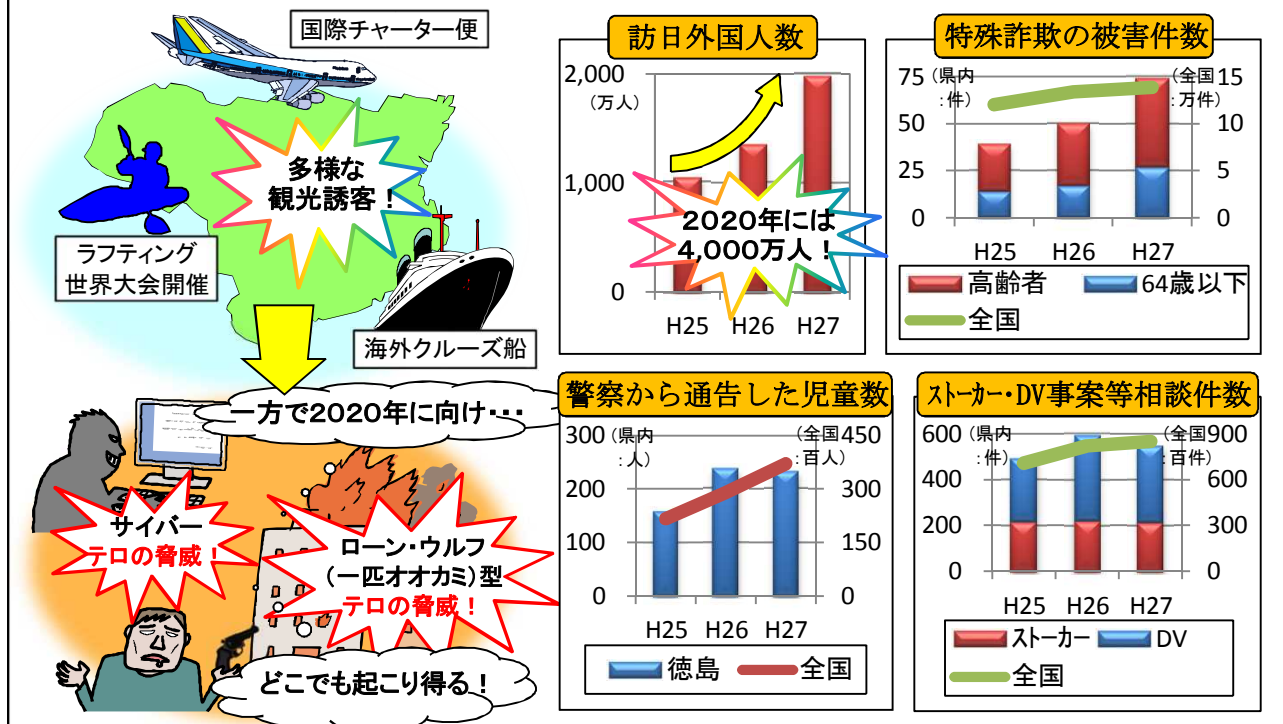 国際チャーター便
多様な
観光誘客！
ラフティング
世界大会開催
海外クルーズ船
一方で2020年に向け・・・
サイバー
テロの脅威！
ローン・ウルフ
（一匹オオカミ）型
テロの脅威！
どこでも起こり得る！
訪日外国人数
2,000
（万人）
1,000
0
2020年には
4,000万人！
H25 H26 H27
特殊詐欺の被害件数
75 （県内 （全国 15
：件） ：万件）
50 10
25 5
0 0
H25 H26 H27
高齢者 64歳以下
全国
警察から通告した児童数
300 （県内 （全国 450
：人） ：百人）
200 300
100 150
0 0
H25 H26 H27
徳島 全国
ｽﾄｰｶｰ・DV事案等相談件数
600 （県内 （全国 900
：件） ：百件）
400 600
200 300
0 0
H25 H26 H27
ストーカー DV
全国